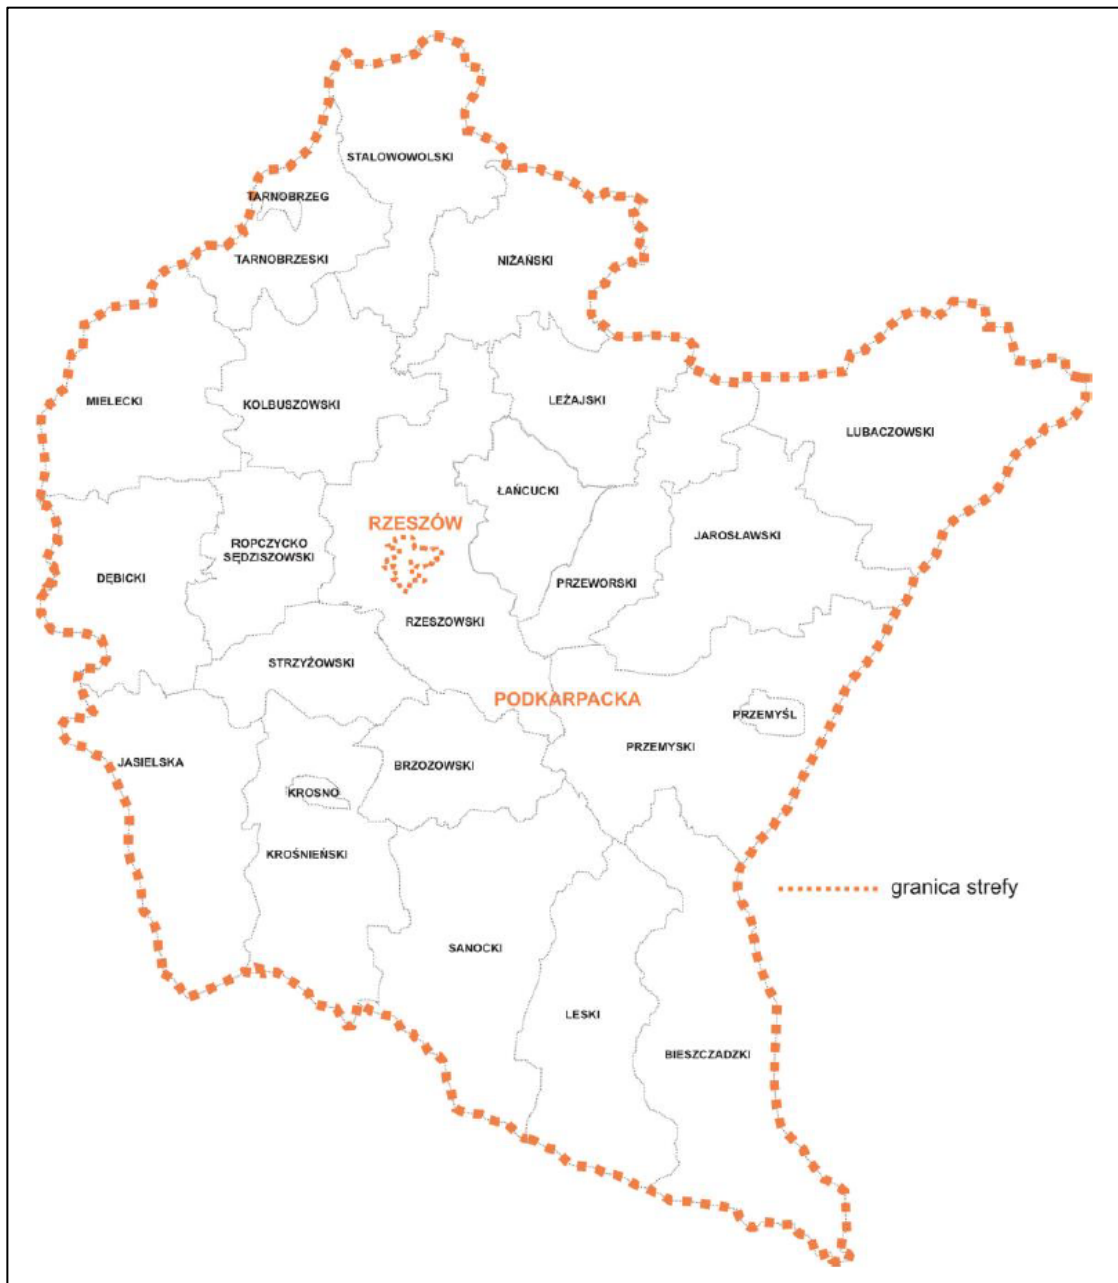 STALOWOWOLSKI
TARNOBRZEG
TARNOBRZESKI
NIŻAŃSKI
MIELECKI
KOLBUSZOWSKI
LEŻAJSKI
LUBACZOWSKI
ŁAŃCUCKI
RZESZÓW
JAROSŁAWSKI
ROPCZYCKO
SĘDZISZOWSKI
DĘBICKI
PRZEWORSKI
RZESZOWSKI
STRZYŻOWSKI
PODKARPACKA
PRZEMYŚL
PRZEMYSKI
JASIELSKA
BRZOZOWSKI
KROSNO
KROŚNIEŃSKI
granica strefy
SANOCKI
LESKI
BIESZCZADZKI